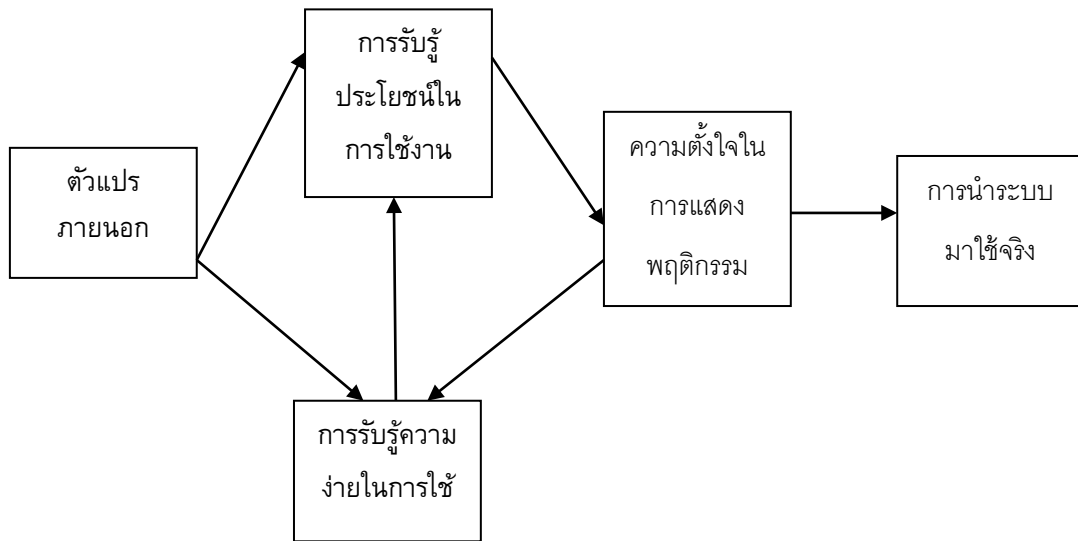 การรับรู้
ประโยชน์ใน
การใช้งาน
ตัวแปร
ภายนอก
ความตั้งใจใน
การแสดง
พฤติกรรม
การนำระบบ
มาใช้จริง
การรับรู้ความ
ง่ายในการใช้